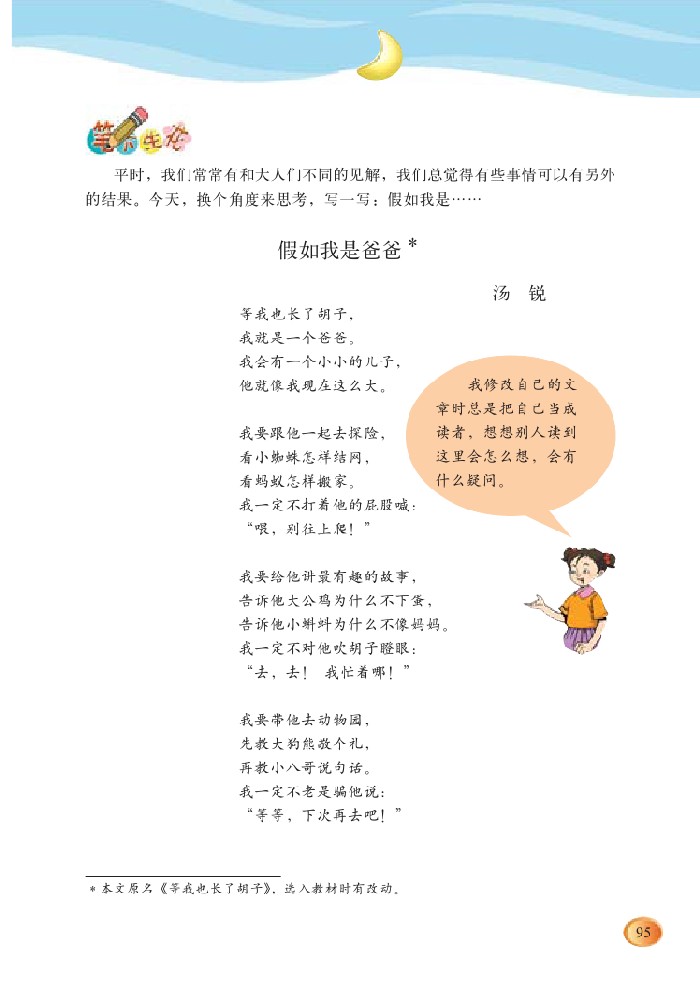 笔下生花
平时，我们常常有和大人们不同的见解，我们总觉得有些事情可以有另外
的结果。今天，换个角度来思考，写一写：假如我是……
假如我是爸爸*
汤　锐
等我也长了胡子，
我就是一个爸爸。
我会有一个小小的儿子，
他就像我现在这么大。
我要跟他一起去探险，
看小蜘蛛怎样结网，
看蚂蚁怎样搬家。
我一定不打着他的屁股喊：
“喂，别往上爬！”
我要给他讲最有趣的故事，
告诉他大公鸡为什么不下蛋，
告诉他小蝌蚪为什么不像妈妈。
我一定不对他吹胡子瞪眼：
“去，去！ 我忙着哪！”
我要带他去动物园，
先教大狗熊敬个礼，
再教小八哥说句话。
我一定不老是骗他说：
“等等，下次再去吧！”
我修改自己的文
章时总是把自己当成
读者，想想别人读到
这里会怎么想，会有
什么疑问。
* 本文原名《等我也长了胡子》，选入教材时有改动。
95